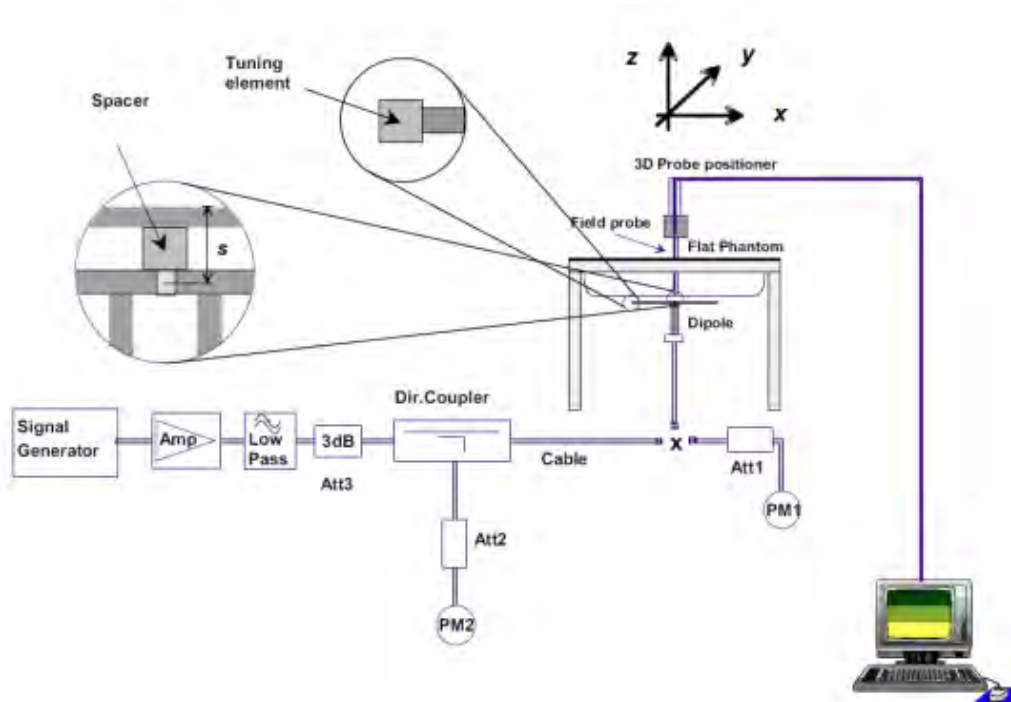 z
y
x
Tuning
element
Spacer
s
3D Probe positioner
Field probe
Flat Phantom
Dipole
Dir.Coupler
Signal
Generator
Amp
Low
Pass
3dB
Att3
Cable
x
Att1
PM1
Att2
PM2